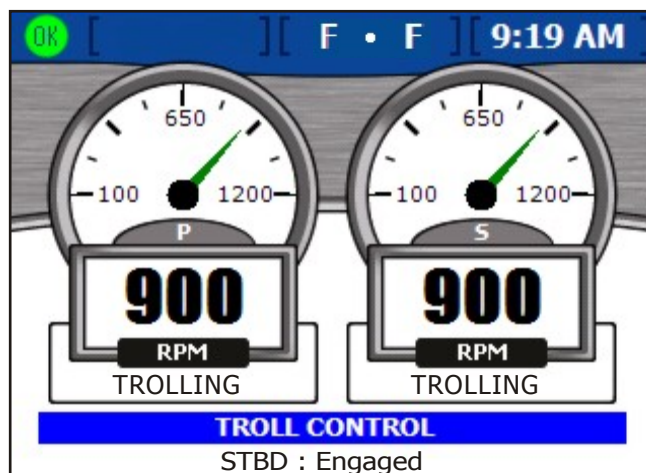 OK [ ][ F • F ][ 9:19 AM ]
650 650
100 1200 100 1200
P S
900 900
RPM RPM
TROLLING TROLLING
TROLL CONTROL
STBD : Engaged